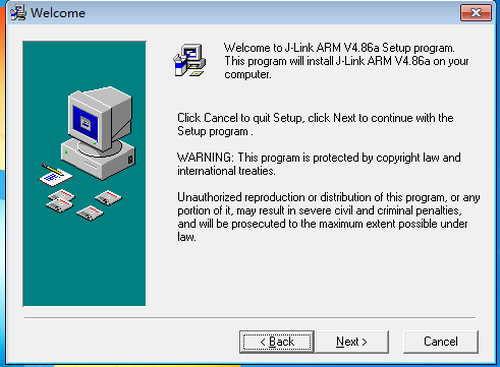 Welcome
Welcome to J-Link ARM V4.86a Setup program.
This program will install J-Link ARM V4.86a on your
computer.
Click Cancel to quit Setup, click Next to continue with the
Setup program .
WARNING: This program is protected by copyright law and
international treaties.
Unauthorized reproduction or distribution of this program, or any
portion of it, may result in severe civil and criminal penalties,
and will be prosecuted to the maximum extent possible under
law.
< Back Next > Cancel